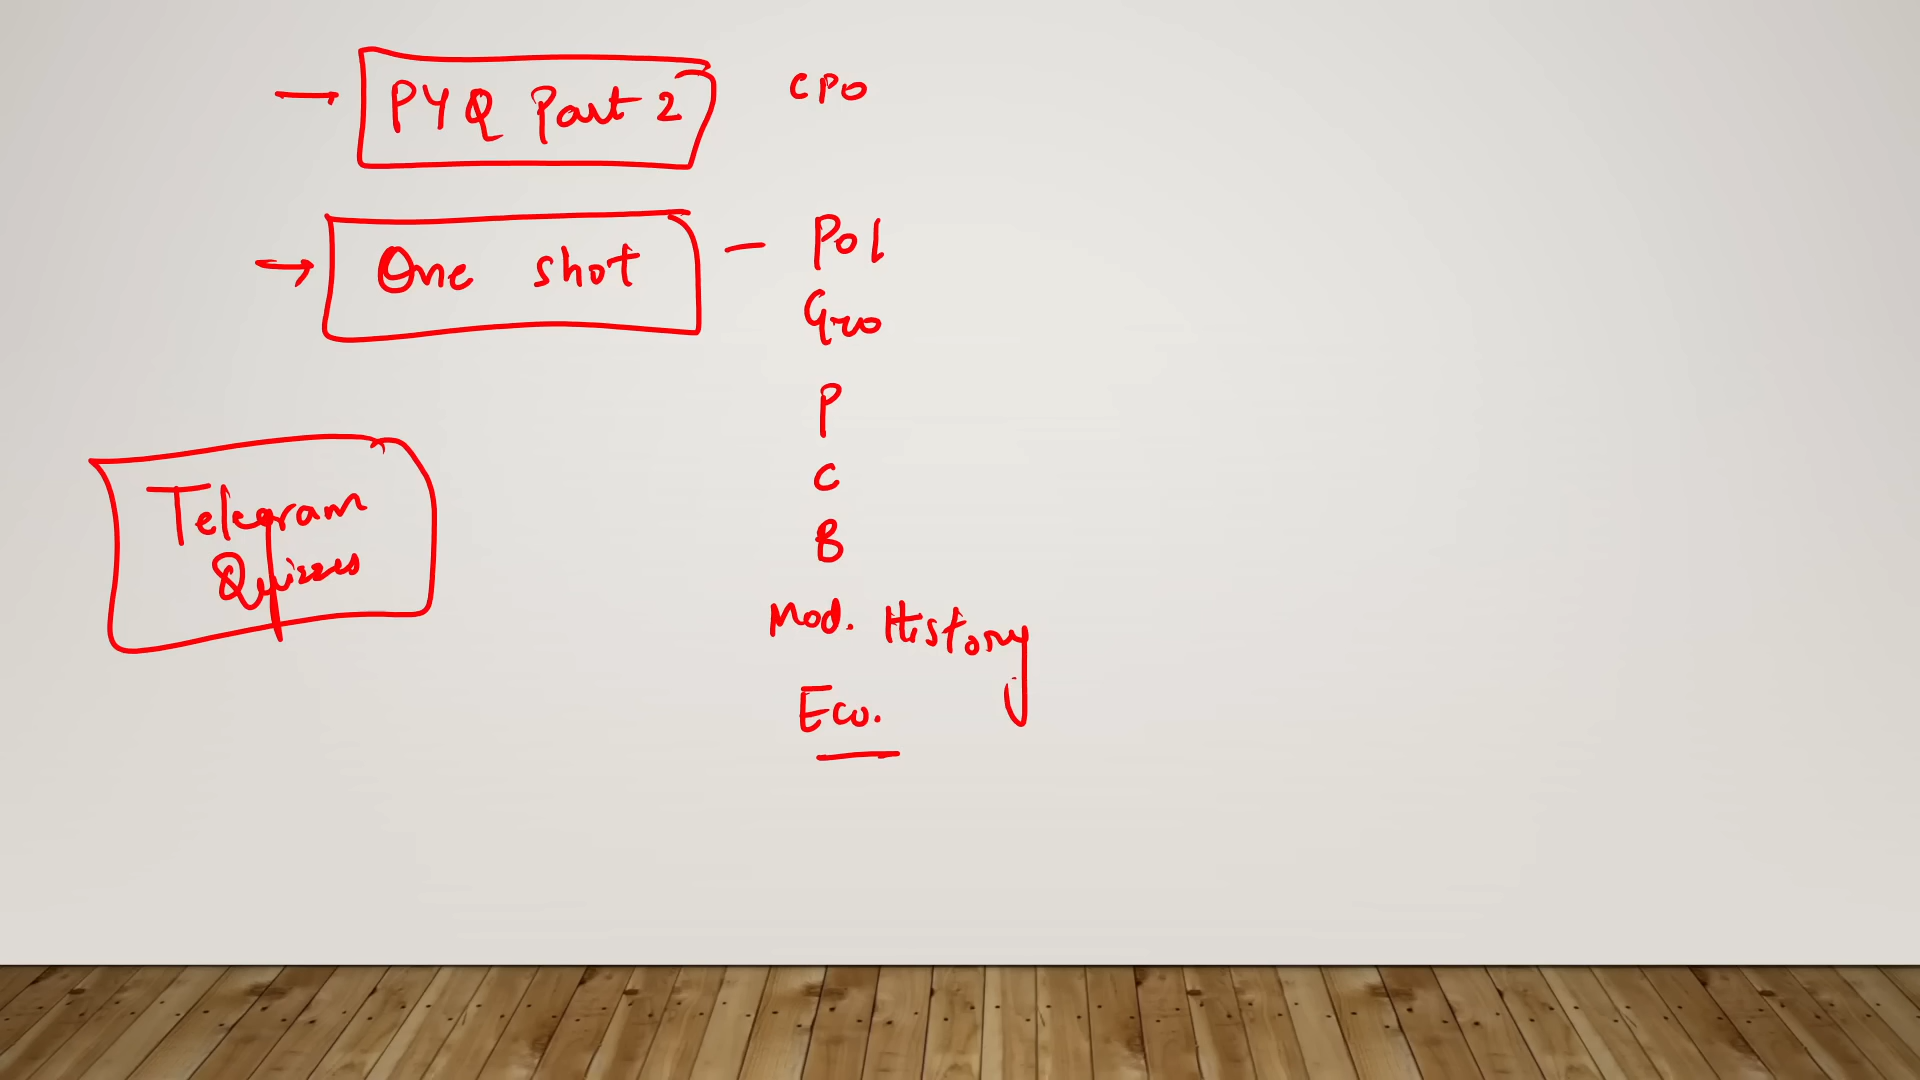 → PYQ Part 2 CPO
→ One shot — Pol
Geo
P
C
B
Mod. History
Eco.
Telegram
Quizzes